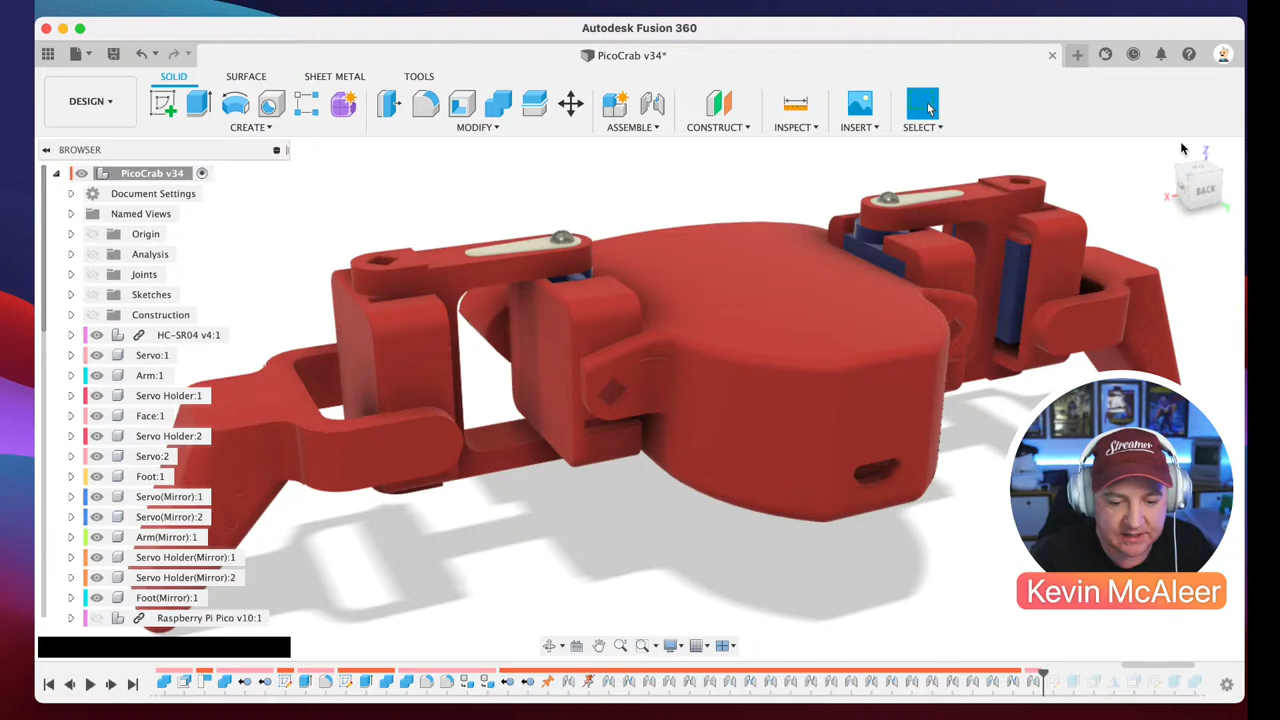 Autodesk Fusion 360
PicoCrab v34*
SOLID SURFACE SHEET METAL TOOLS
DESIGN
CREATE MODIFY ASSEMBLE CONSTRUCT INSPECT INSERT SELECT
BROWSER
PicoCrab v34
Document Settings
Named Views
Origin
Analysis
Joints
Sketches
Construction
HC-SR04 v4:1
Servo:1
Arm:1
Servo Holder:1
Face:1
Servo Holder:2
Servo:2
Foot:1
Servo(Mirror):1
Servo(Mirror):2
Arm(Mirror):1
Servo Holder(Mirror):1
Servo Holder(Mirror):2
Foot(Mirror):1
Raspberry Pi Pico v10:1
Z
X
BACK
Streamer
Kevin McAleer